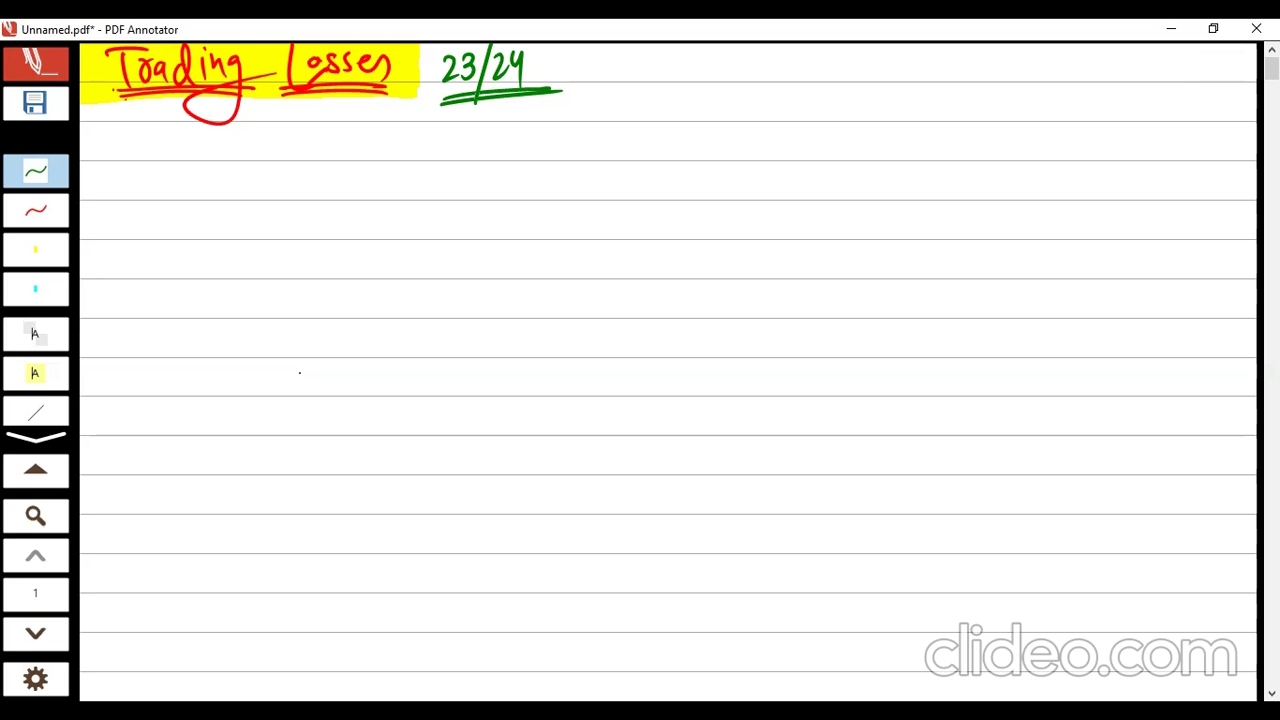 Unnamed.pdf* - PDF Annotator
Trading Losses 23/24
A
A
1
clideo.com